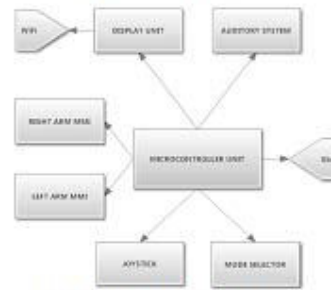 WiFi
DISPLAY UNIT
AUDITORY SYSTEM
RIGHT ARM MMI
MICROCONTROLLER UNIT
LEFT ARM MMI
JOYSTICK
MODE SELECTOR